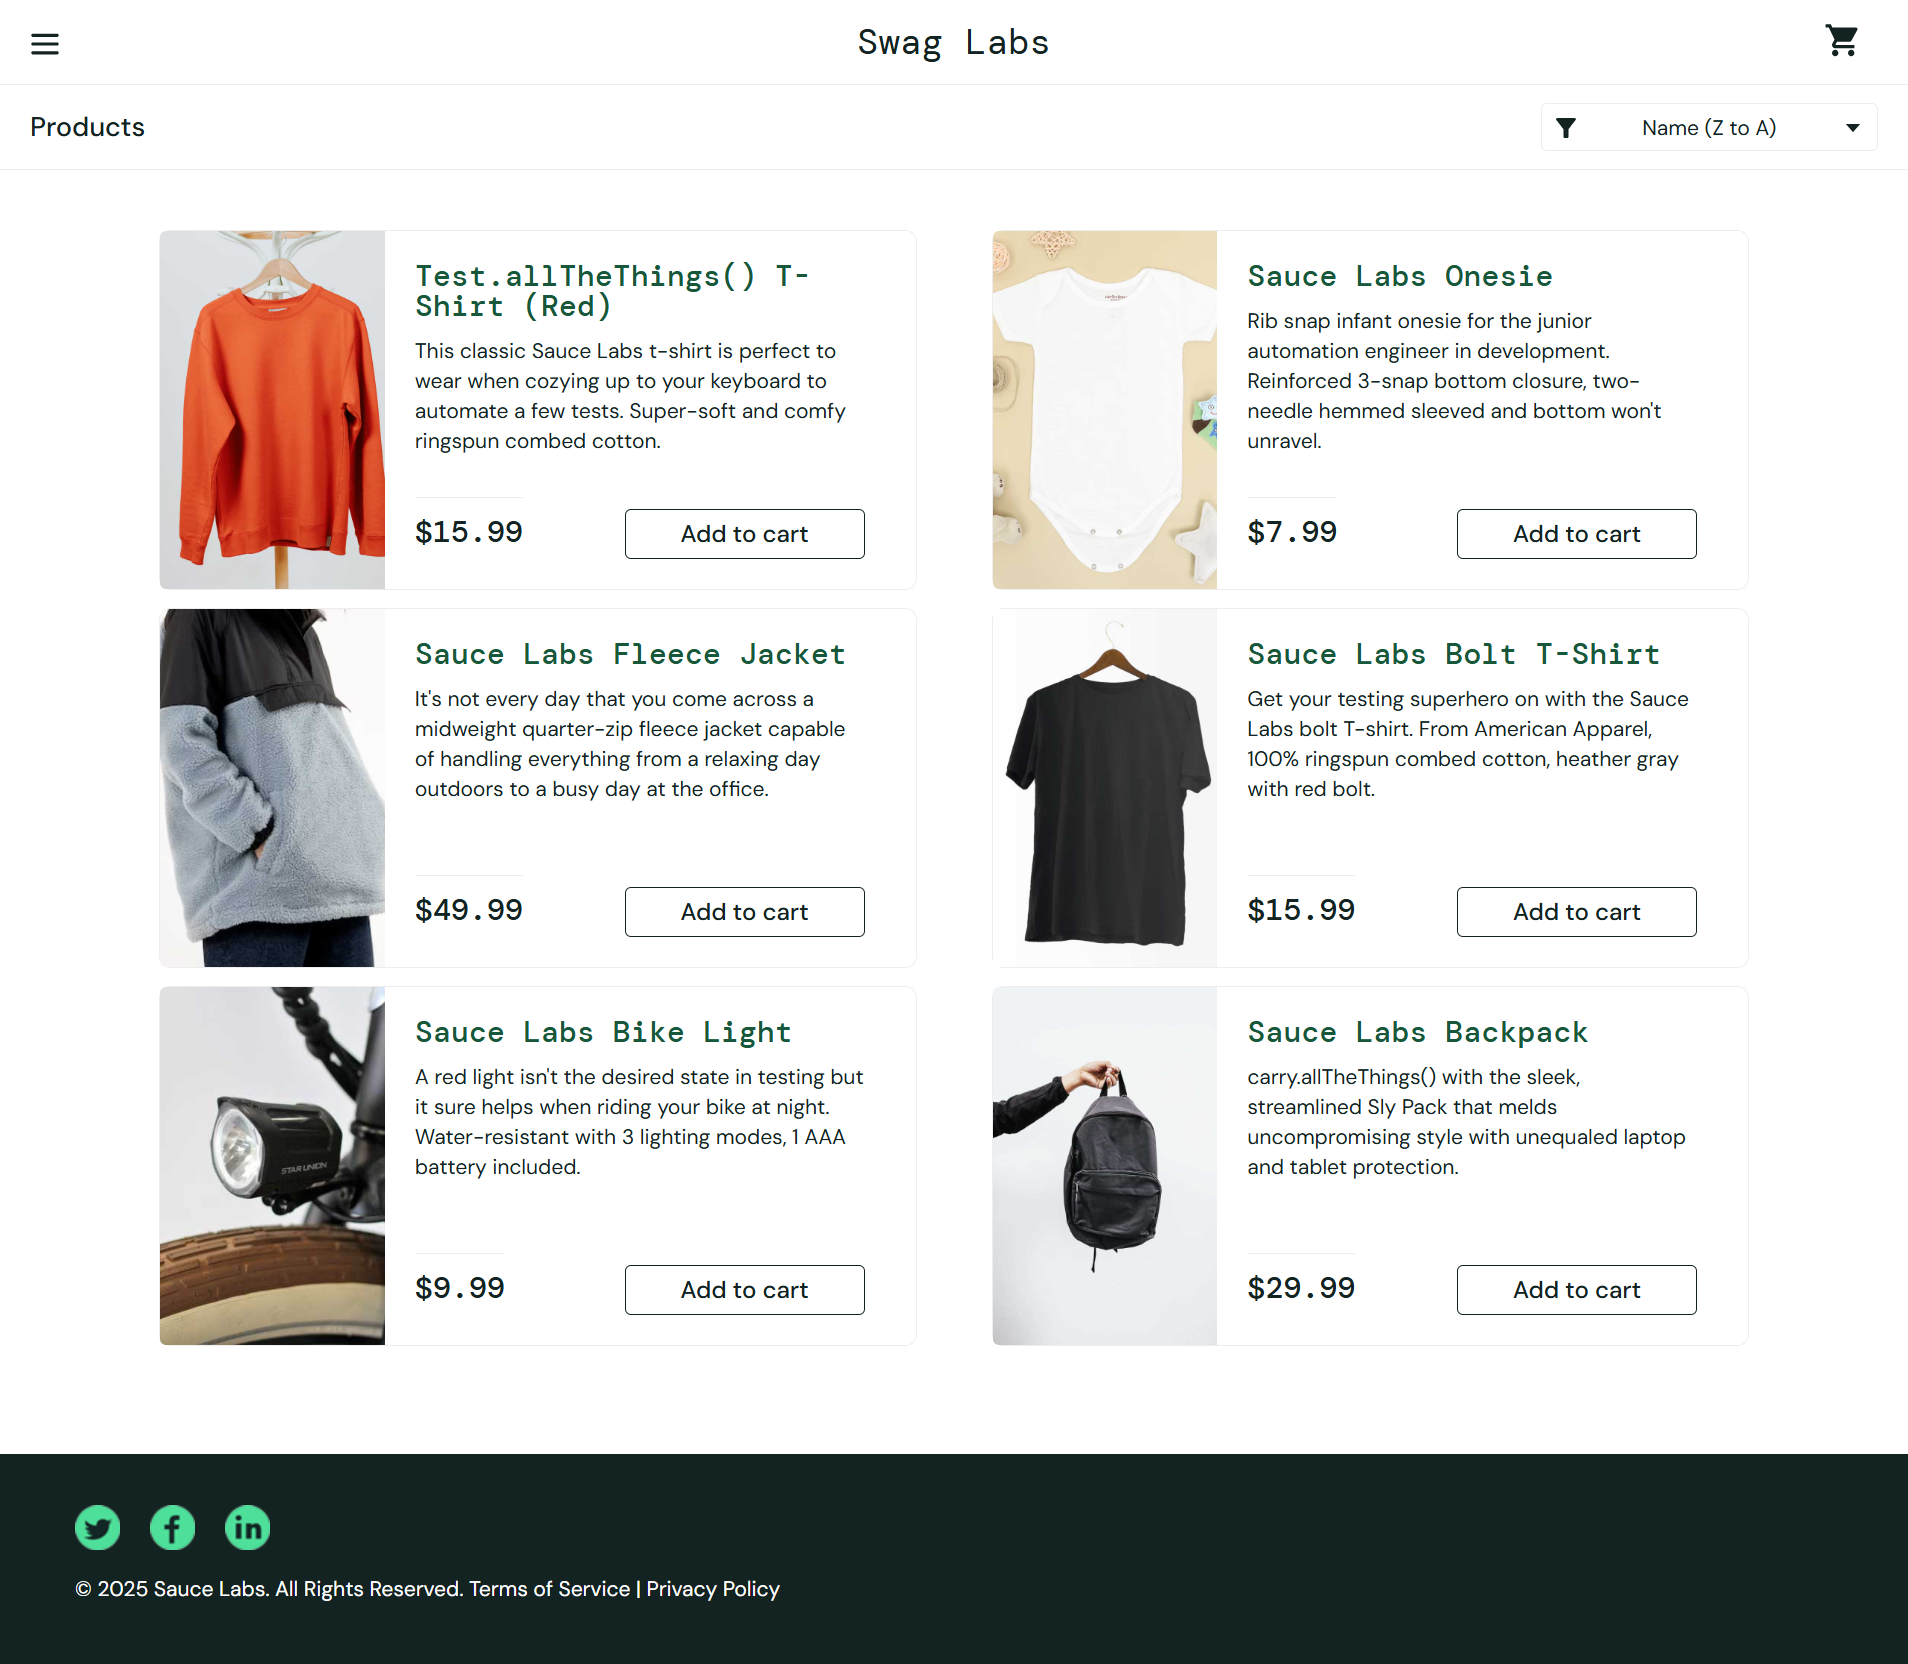 Swag Labs
Products
Name (Z to A)
Test.allTheThings() T-
Shirt (Red)
This classic Sauce Labs t-shirt is perfect to
wear when cozying up to your keyboard to
automate a few tests. Super-soft and comfy
ringspun combed cotton.
$15.99
Add to cart
Sauce Labs Onesie
Rib snap infant onesie for the junior
automation engineer in development.
Reinforced 3-snap bottom closure, two-
needle hemmed sleeved and bottom won't
unravel.
$7.99
Add to cart
Sauce Labs Fleece Jacket
It's not every day that you come across a
midweight quarter-zip fleece jacket capable
of handling everything from a relaxing day
outdoors to a busy day at the office.
$49.99
Add to cart
Sauce Labs Bolt T-Shirt
Get your testing superhero on with the Sauce
Labs bolt T-shirt. From American Apparel,
100% ringspun combed cotton, heather gray
with red bolt.
$15.99
Add to cart
STAR UNION
Sauce Labs Bike Light
A red light isn't the desired state in testing but
it sure helps when riding your bike at night.
Water-resistant with 3 lighting modes, 1 AAA
battery included.
$9.99
Add to cart
Sauce Labs Backpack
carry.allTheThings() with the sleek,
streamlined Sly Pack that melds
uncompromising style with unequaled laptop
and tablet protection.
$29.99
Add to cart
© 2025 Sauce Labs. All Rights Reserved. Terms of Service | Privacy Policy